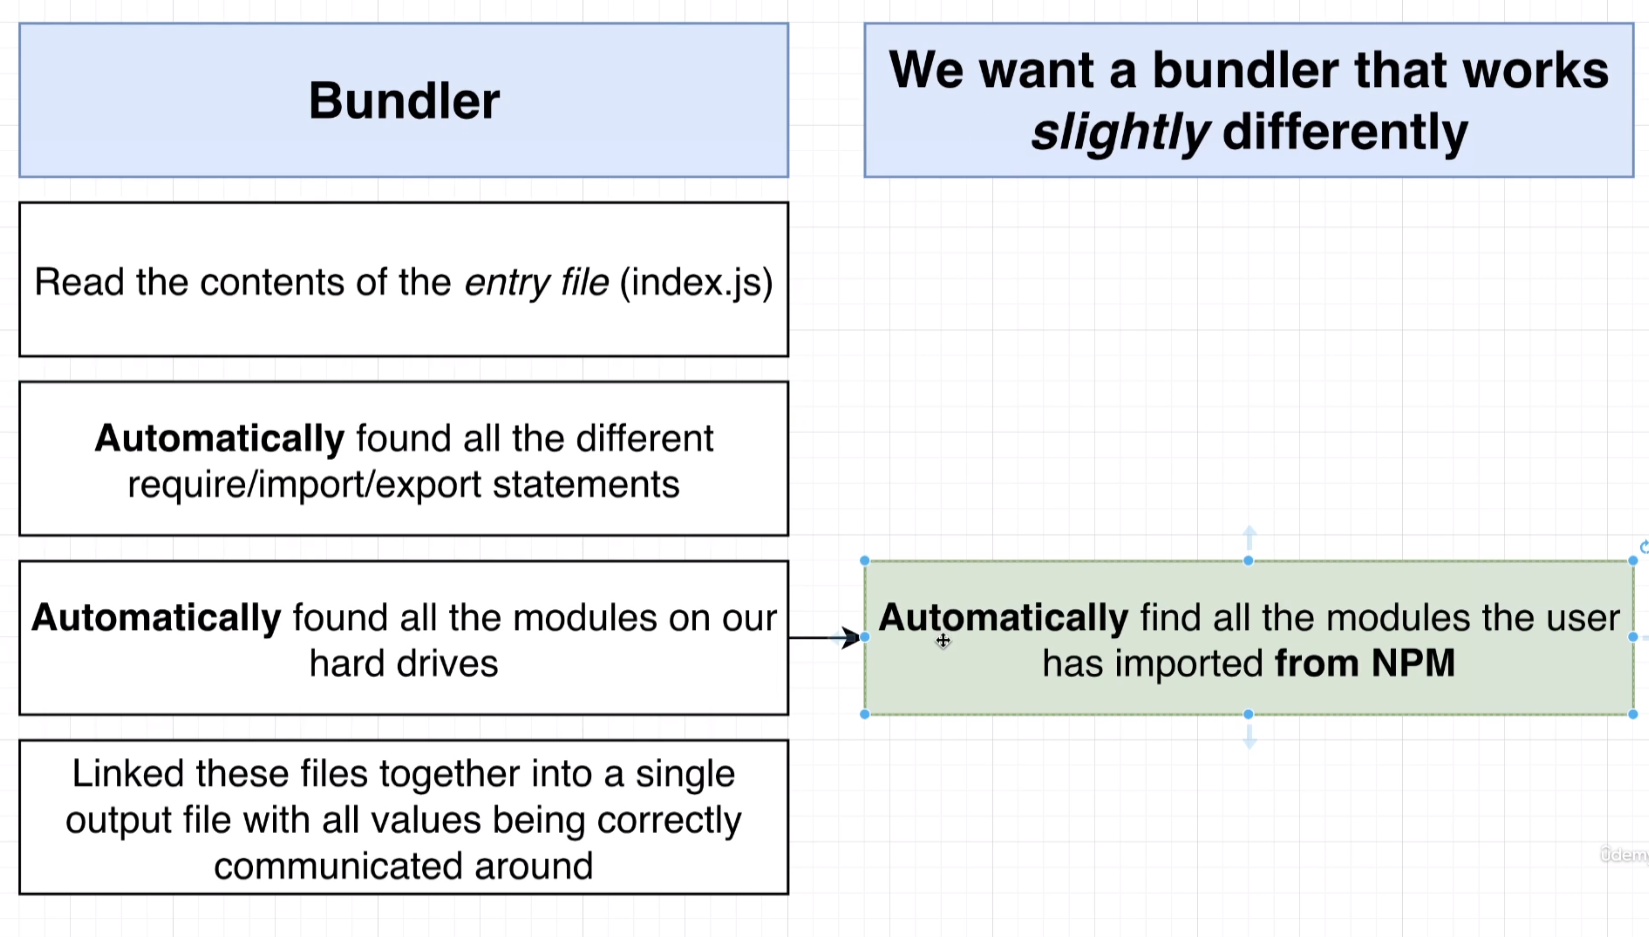 Bundler
We want a bundler that works
slightly differently
Read the contents of the entry file (index.js)
Automatically found all the different
require/import/export statements
Automatically found all the modules on our
hard drives
Automatically find all the modules the user
has imported from NPM
Linked these files together into a single
output file with all values being correctly
communicated around